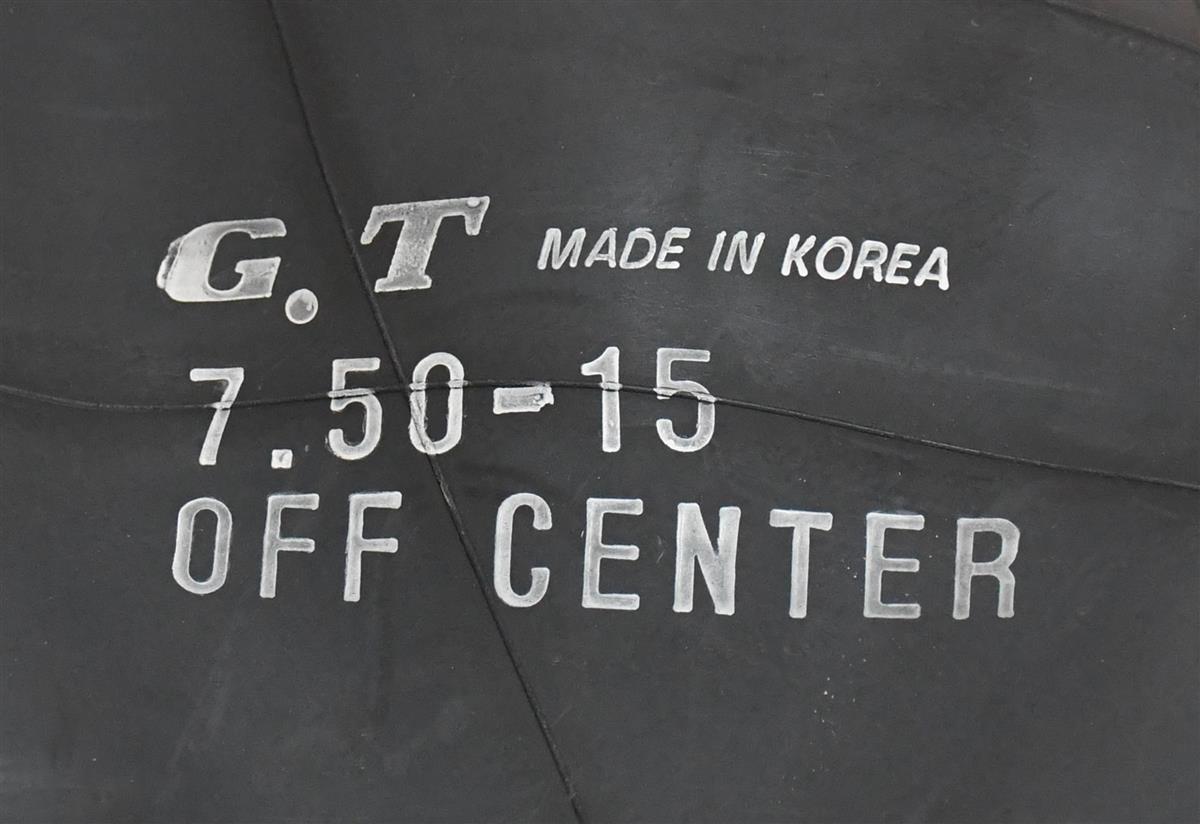 G.T MADE IN KOREA
7.50-15
OFF CENTER